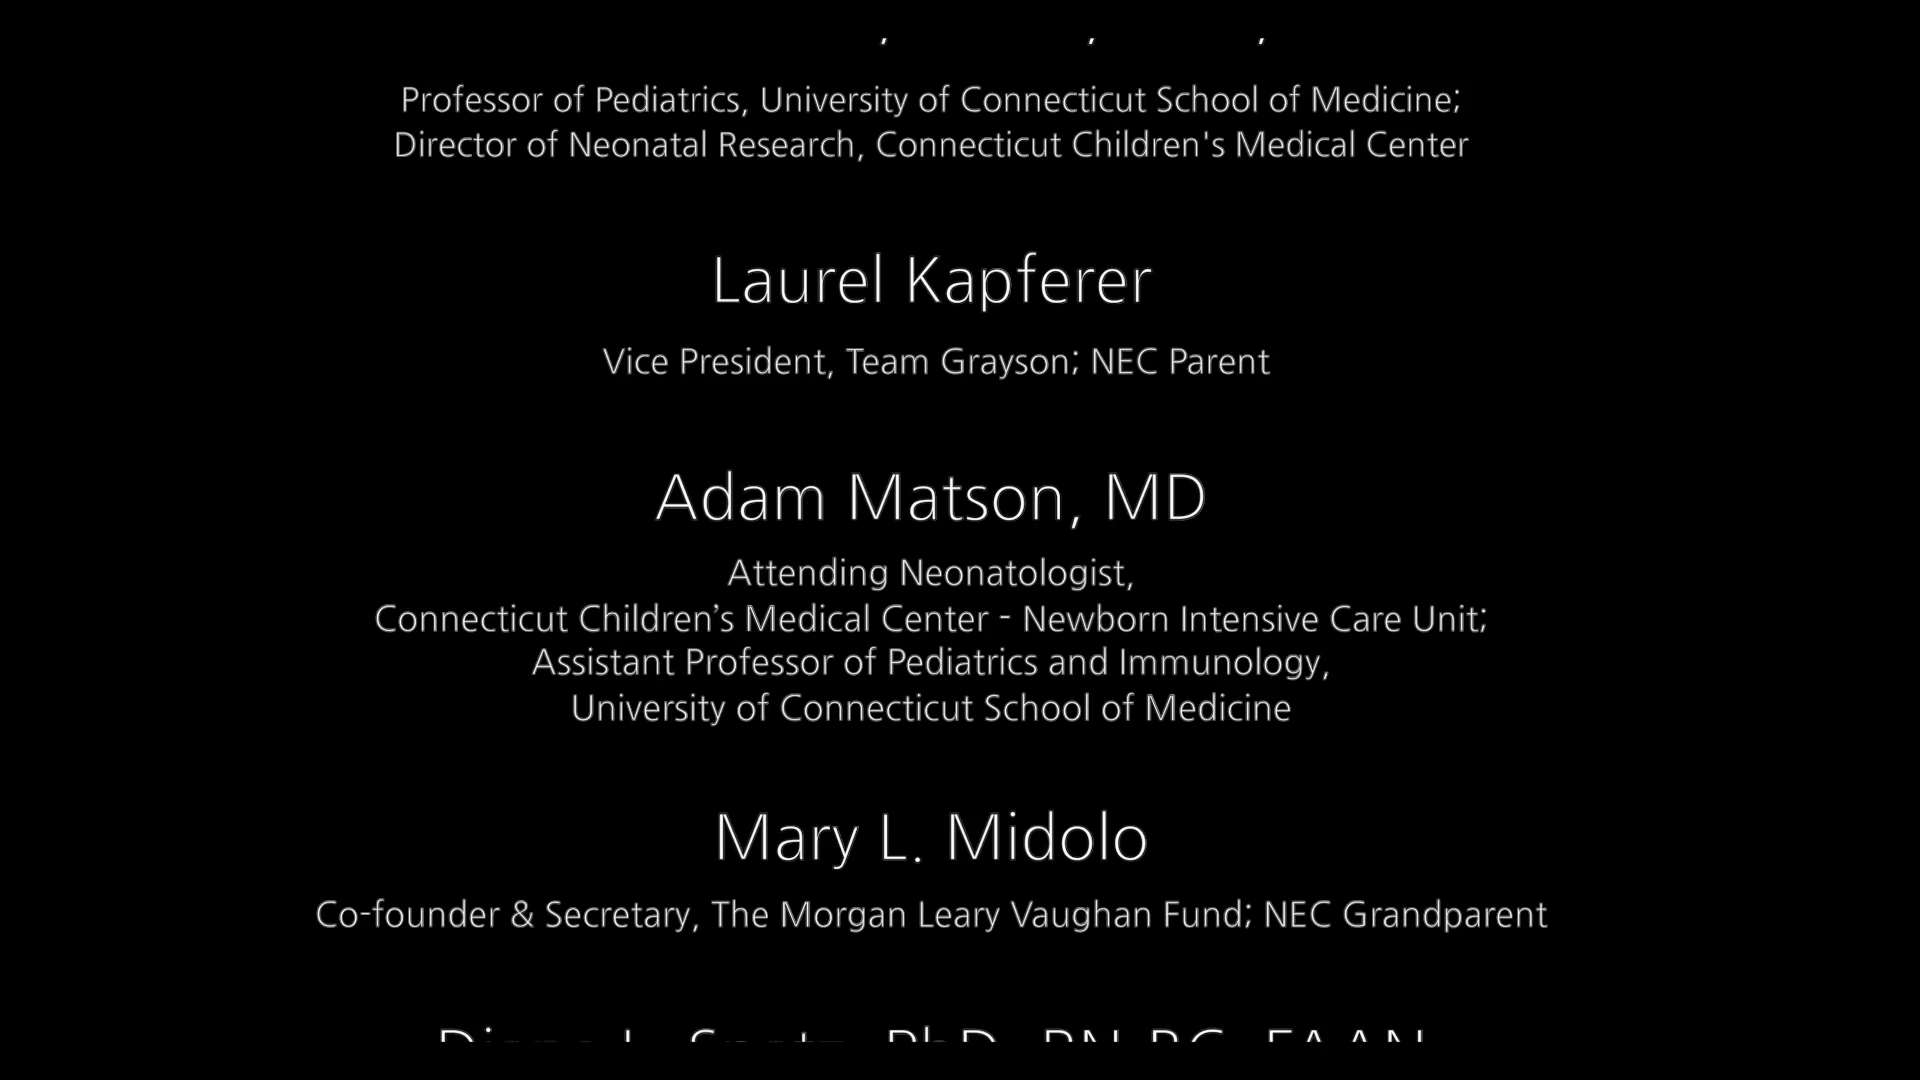 Professor of Pediatrics, University of Connecticut School of Medicine;
Director of Neonatal Research, Connecticut Children's Medical Center
Laurel Kapferer
Vice President, Team Grayson; NEC Parent
Adam Matson, MD
Attending Neonatologist,
Connecticut Children’s Medical Center - Newborn Intensive Care Unit;
Assistant Professor of Pediatrics and Immunology,
University of Connecticut School of Medicine
Mary L. Midolo
Co-founder & Secretary, The Morgan Leary Vaughan Fund; NEC Grandparent